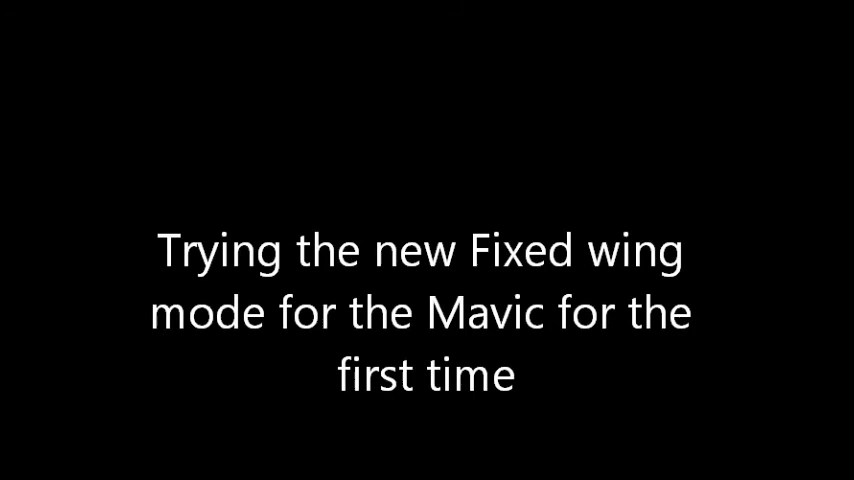 Trying the new Fixed wing
mode for the Mavic for the
first time